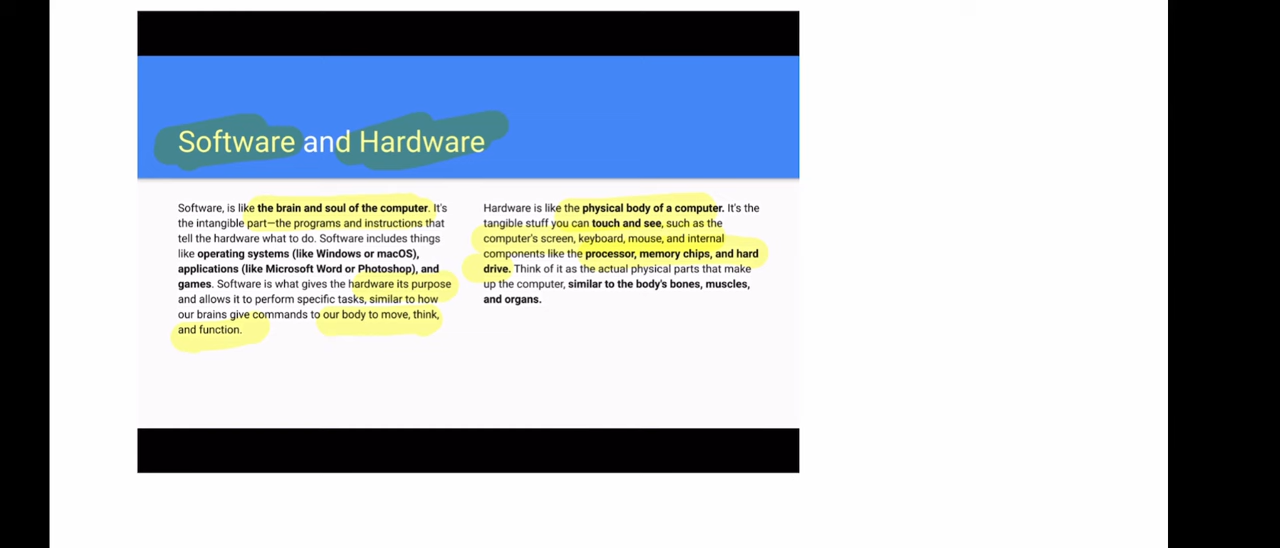 Software and Hardware
Software, is like the brain and soul of the computer. It's
the intangible part—the programs and instructions that
tell the hardware what to do. Software includes things
like operating systems (like Windows or macOS),
applications (like Microsoft Word or Photoshop), and
games. Software is what gives the hardware its purpose
and allows it to perform specific tasks, similar to how
our brains give commands to our body to move, think,
and function.
Hardware is like the physical body of a computer. It's the
tangible stuff you can touch and see, such as the
computer's screen, keyboard, mouse, and internal
components like the processor, memory chips, and hard
drive. Think of it as the actual physical parts that make
up the computer, similar to the body's bones, muscles,
and organs.